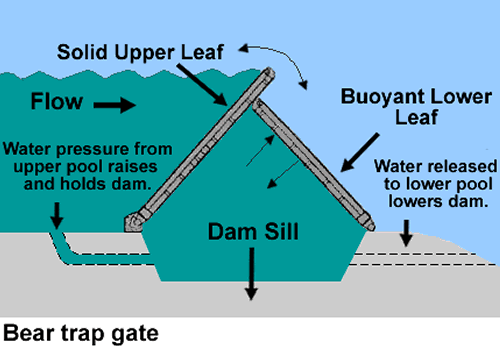 Solid Upper Leaf
Flow
Buoyant Lower
Leaf
Water pressure from
upper pool raises
and holds dam.
Water released
to lower pool
lowers dam.
Dam Sill
Bear trap gate